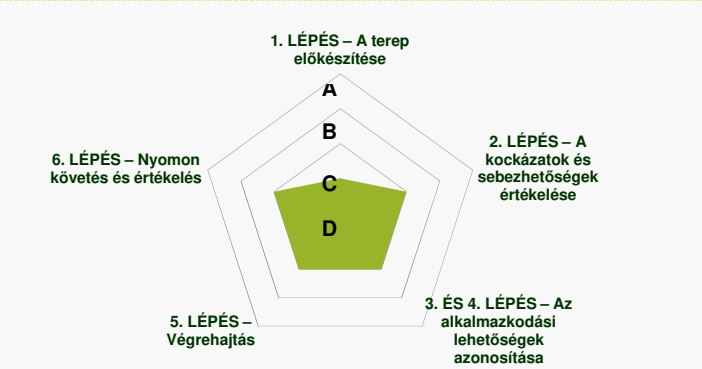 1. LÉPÉS – A terep
előkészítése
A
B
C
D
2. LÉPÉS – A
kockázatok és
sebezhetőségek
értékelése
3. ÉS 4. LÉPÉS – Az
alkalmazkodási
lehetőségek
azonosítása
5. LÉPÉS –
Végrehajtás
6. LÉPÉS – Nyomon
követés és értékelés